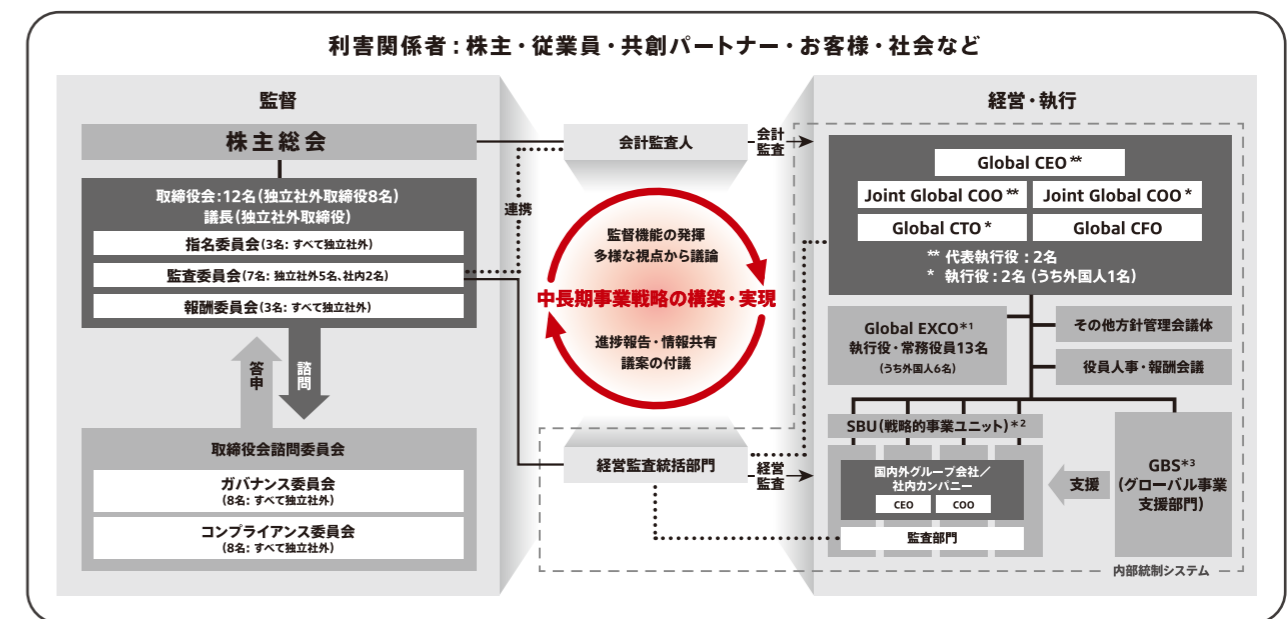 利害関係者：株主・従業員・共創パートナー・お客様・社会など
監督
株主総会
取締役会：12名（独立社外取締役8名）
議長（独立社外取締役）
指名委員会（3名: すべて独立社外）
監査委員会（7名: 独立社外5名、社内2名）
報酬委員会（3名: すべて独立社外）
答申
諮問
取締役会諮問委員会
ガバナンス委員会
（8名: すべて独立社外）
コンプライアンス委員会
（8名: すべて独立社外）
会計監査人
会計
監査
連携
監督機能の発揮
多様な視点から議論
中長期事業戦略の構築・実現
進捗報告・情報共有
議案の付議
経営監査統括部門
経営
監査
経営・執行
Global CEO **
Joint Global COO **
Joint Global COO *
Global CTO *
Global CFO
** 代表執行役：2名
* 執行役：2名（うち外国人1名）
Global EXCO*1
執行役・常務役員13名
（うち外国人6名）
その他方針管理会議体
役員人事・報酬会議
SBU（戦略的事業ユニット）*2
国内外グループ会社／
社内カンパニー
CEO
COO
監査部門
支援
GBS*3
（グローバル事業
支援部門）
内部統制システム